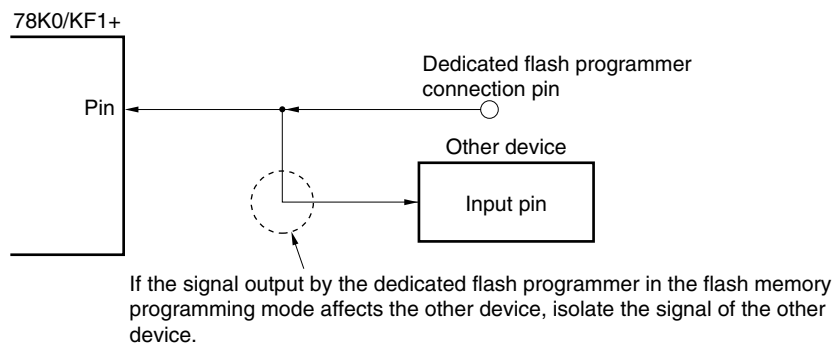 78K0/KF1+
Dedicated flash programmer
connection pin
Pin
Other device
Input pin
If the signal output by the dedicated flash programmer in the flash memory
programming mode affects the other device, isolate the signal of the other
device.